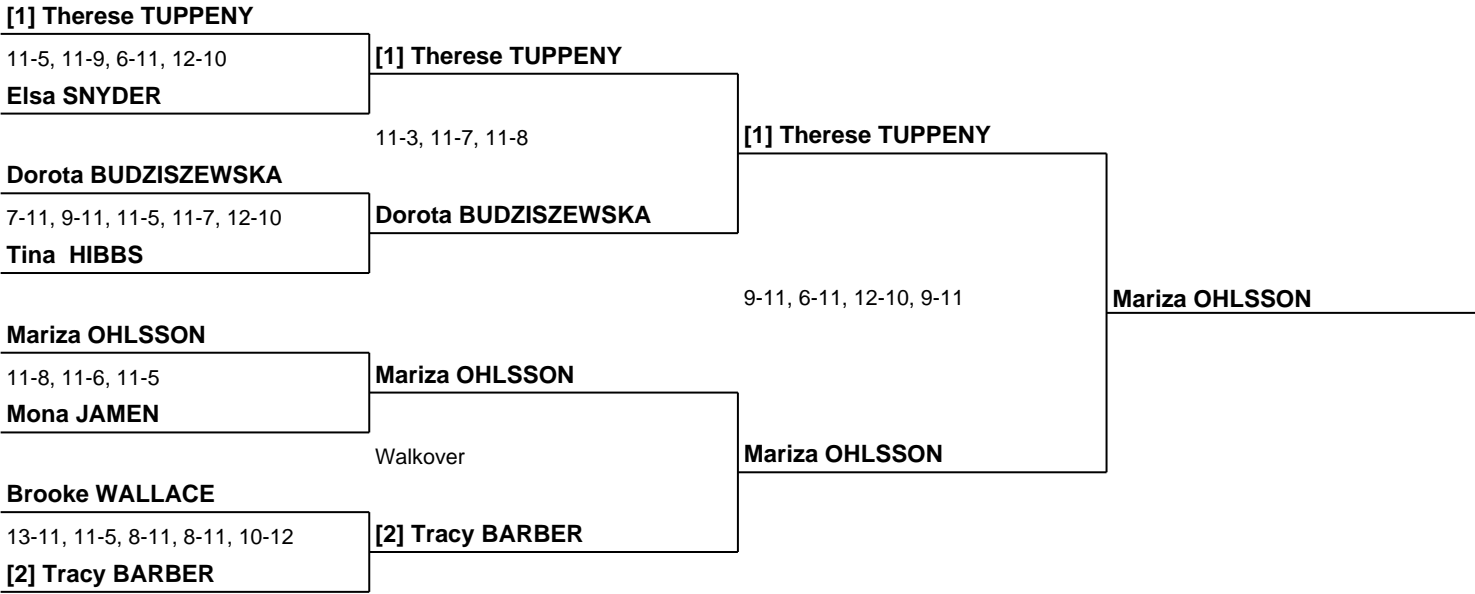 [1] Therese TUPPENY
11-5, 11-9, 6-11, 12-10
[1] Therese TUPPENY
Elsa SNYDER
11-3, 11-7, 11-8
[1] Therese TUPPENY
Dorota BUDZISZEWSKA
7-11, 9-11, 11-5, 11-7, 12-10
Dorota BUDZISZEWSKA
Tina  HIBBS
9-11, 6-11, 12-10, 9-11
Mariza OHLSSON
Mariza OHLSSON
11-8, 11-6, 11-5
Mariza OHLSSON
Mona JAMEN
Walkover
Mariza OHLSSON
Brooke WALLACE
13-11, 11-5, 8-11, 8-11, 10-12
[2] Tracy BARBER
[2] Tracy BARBER